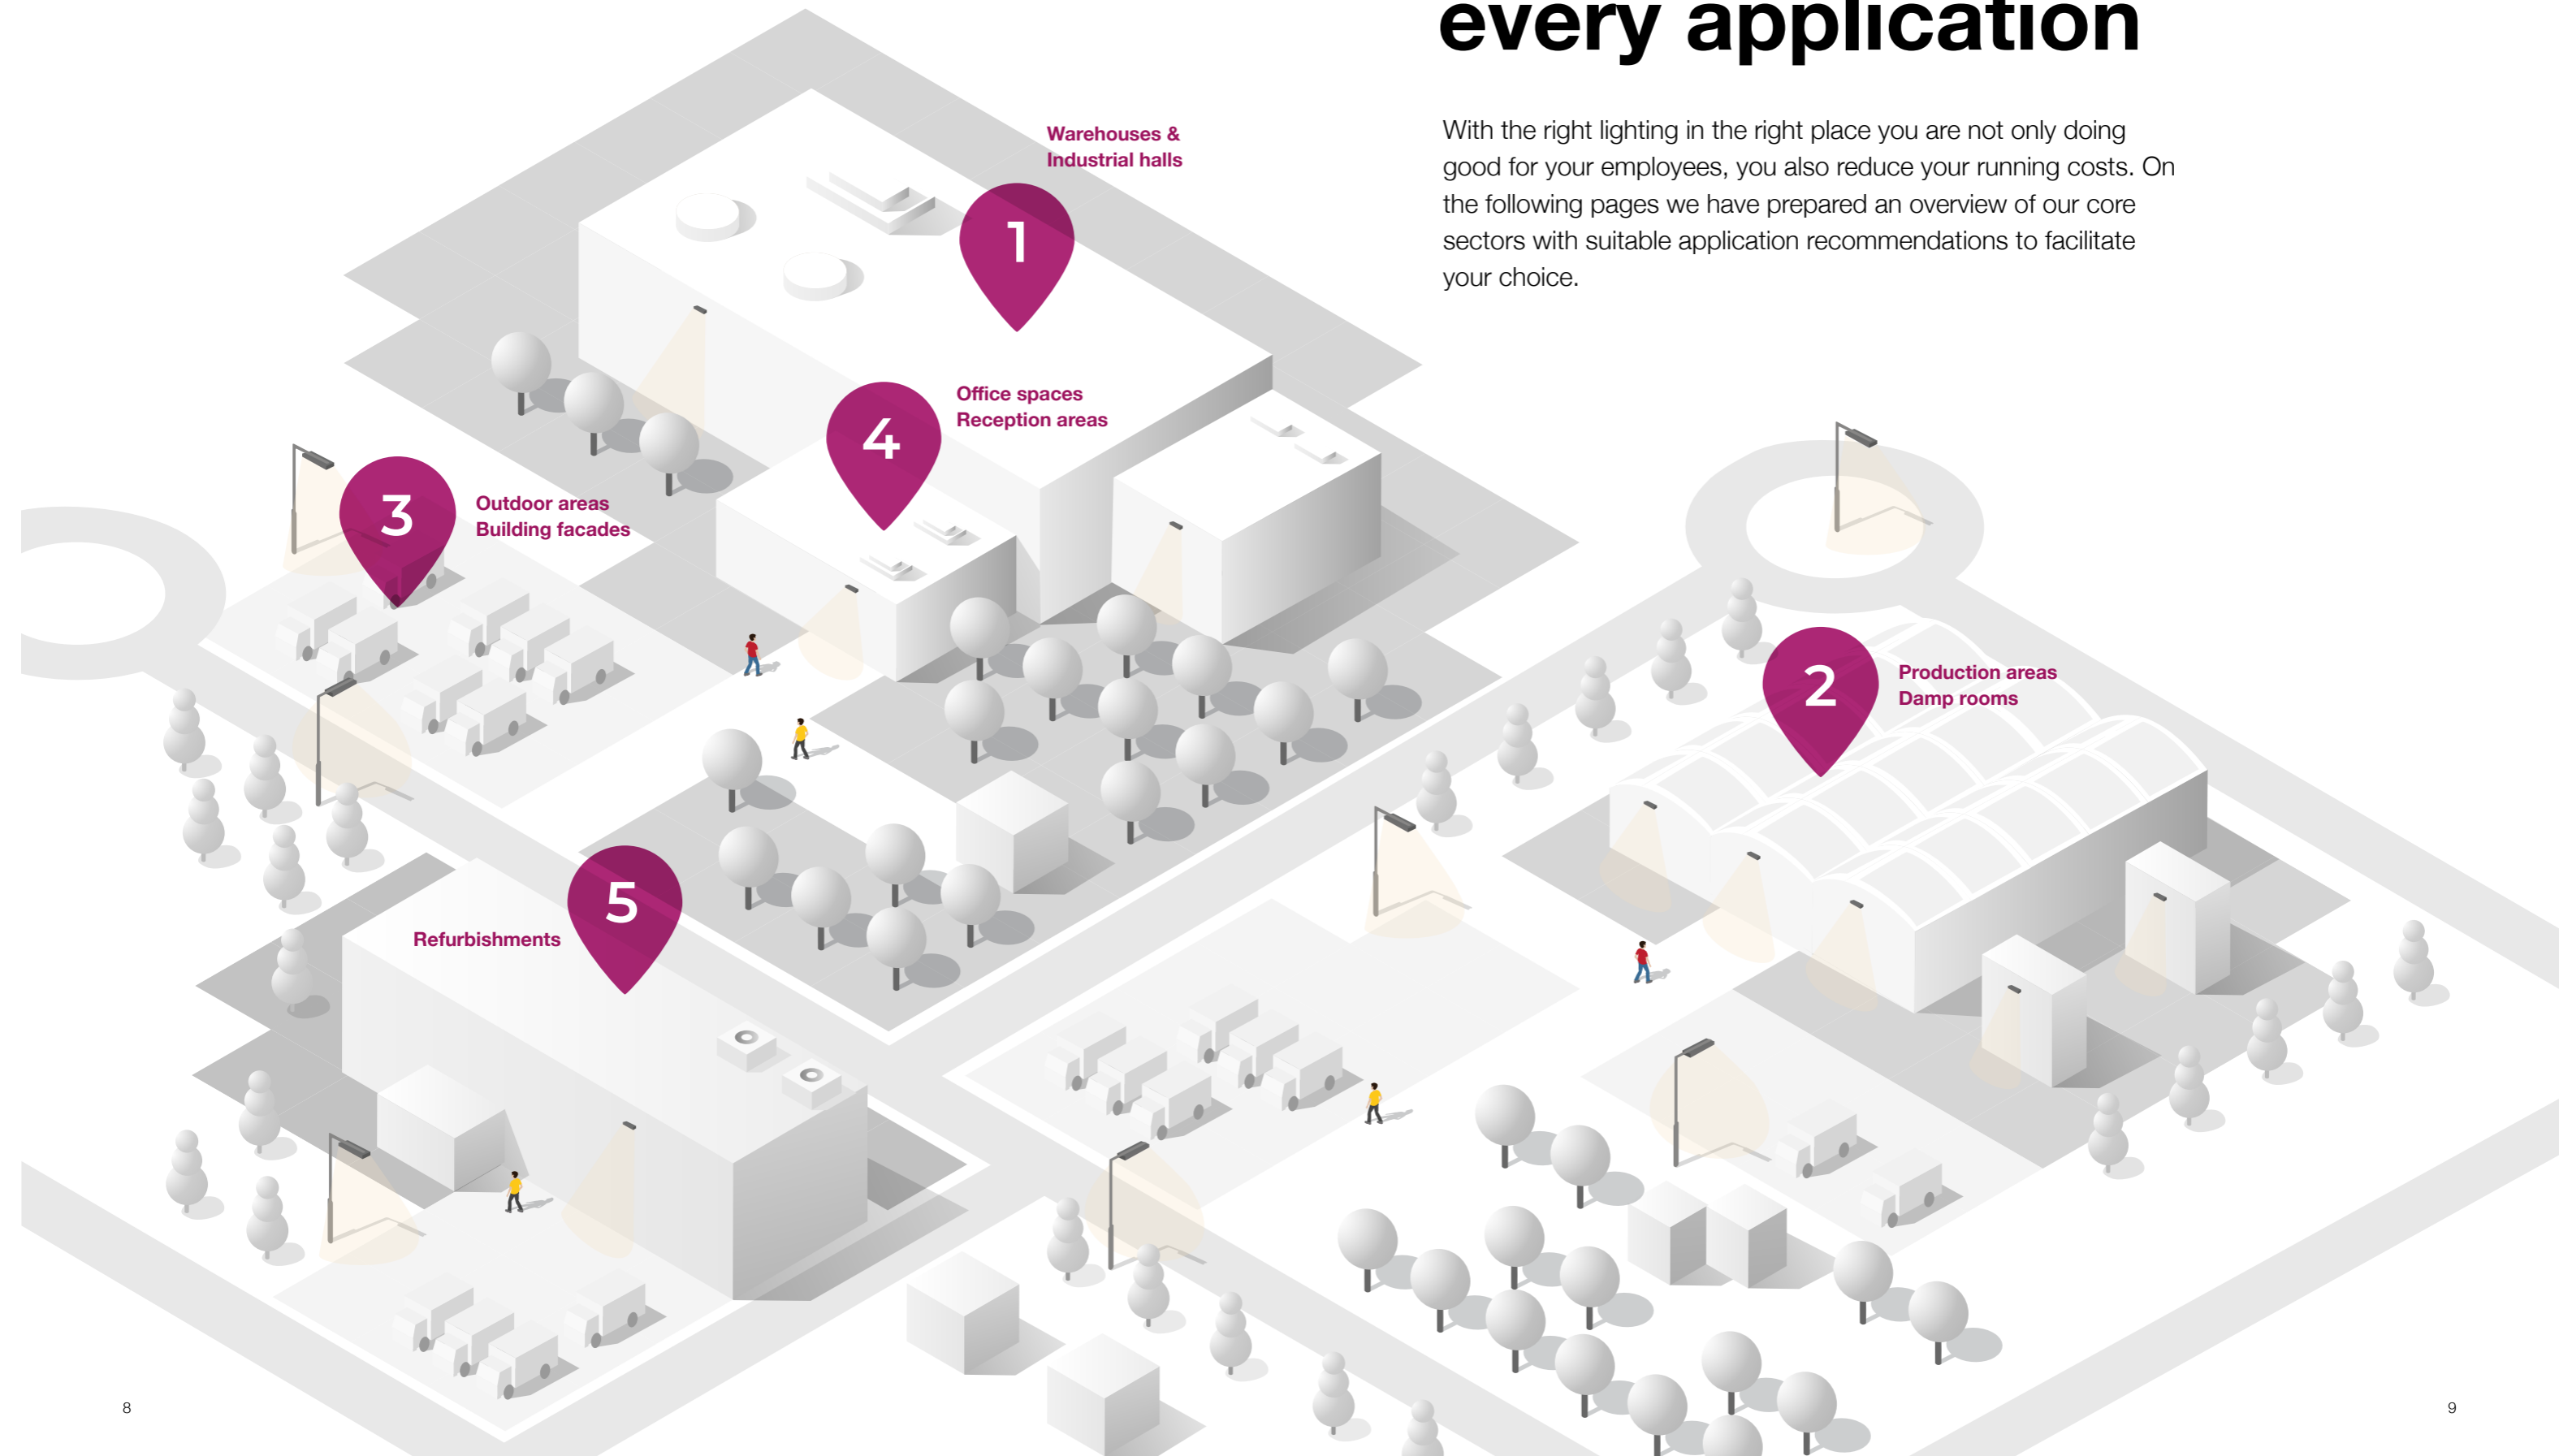 every application
With the right lighting in the right place you are not only doing
good for your employees, you also reduce your running costs. On
the following pages we have prepared an overview of our core
sectors with suitable application recommendations to facilitate
your choice.
Warehouses &
Industrial halls
1
4
Office spaces
Reception areas
3
Outdoor areas
Building facades
2
Production areas
Damp rooms
5
Refurbishments
8
9